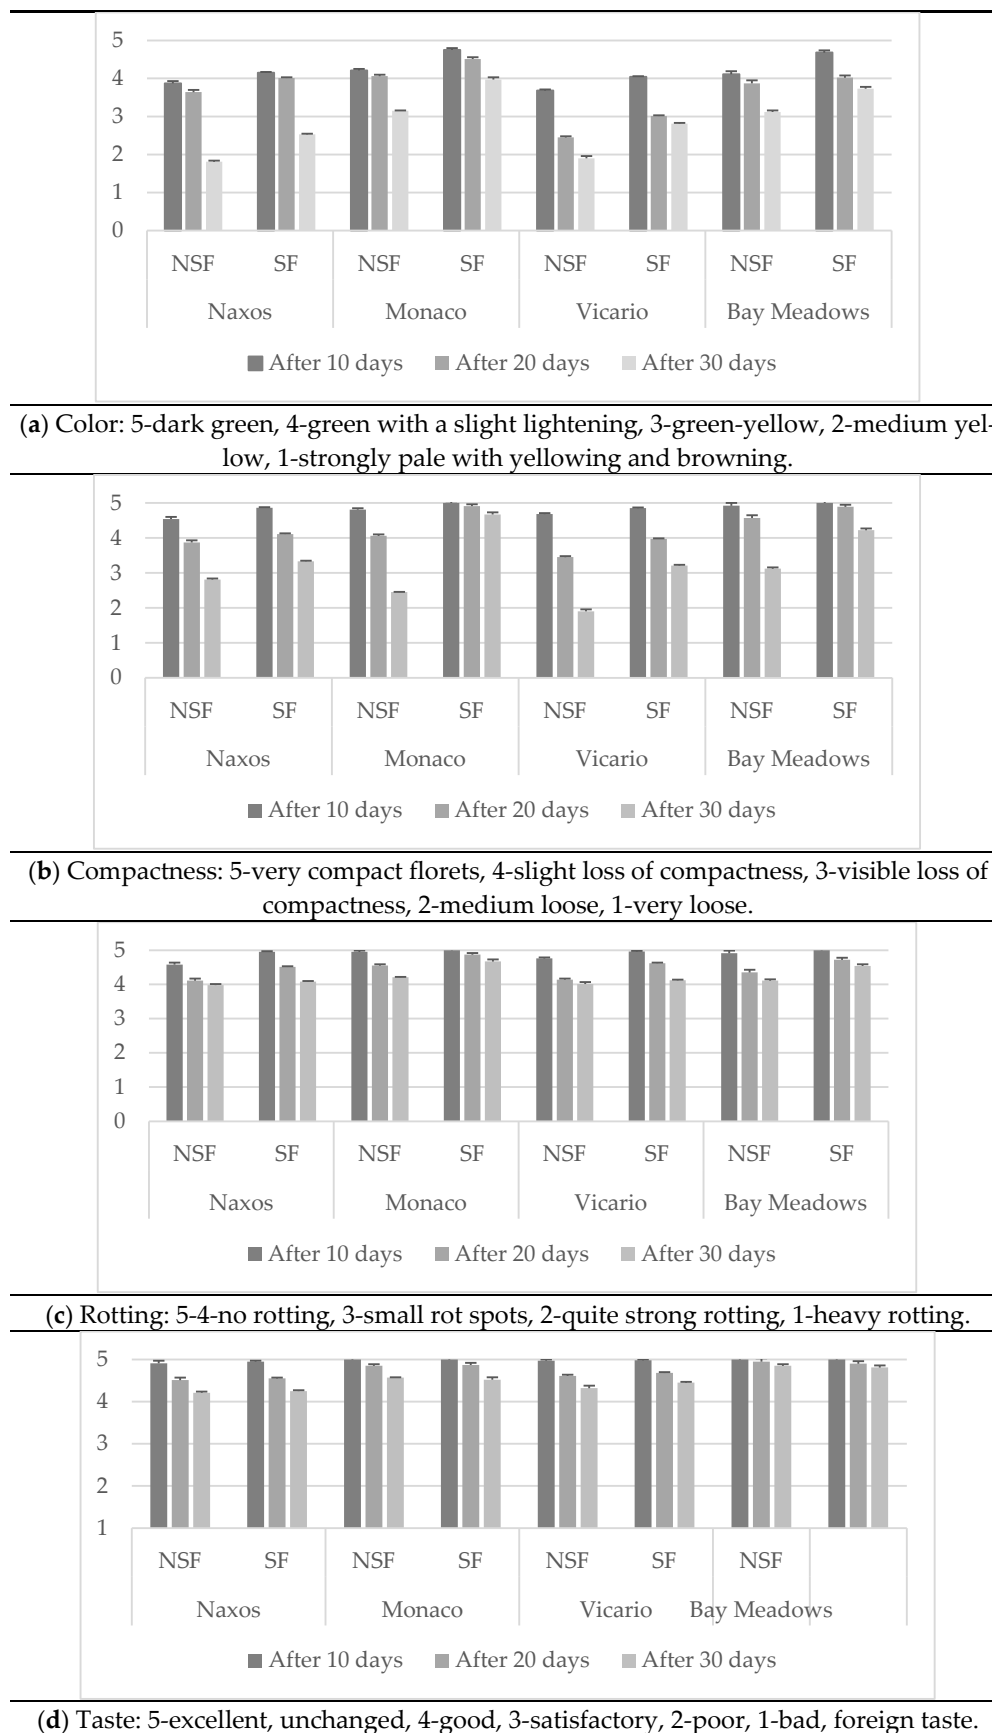 5
4
3
2
1
0
NSF SF NSF SF NSF SF NSF SF
Naxos Monaco Vicario Bay Meadows
After 10 days After 20 days After 30 days
(a) Color: 5-dark green, 4-green with a slight lightening, 3-green-yellow, 2-medium yel-
low, 1-strongly pale with yellowing and browning.
5
4
3
2
1
0
NSF SF NSF SF NSF SF NSF SF
Naxos Monaco Vicario Bay Meadows
After 10 days After 20 days After 30 days
(b) Compactness: 5-very compact florets, 4-slight loss of compactness, 3-visible loss of
compactness, 2-medium loose, 1-very loose.
5
4
3
2
1
0
NSF SF NSF SF NSF SF NSF SF
Naxos Monaco Vicario Bay Meadows
After 10 days After 20 days After 30 days
(c) Rotting: 5-4-no rotting, 3-small rot spots, 2-quite strong rotting, 1-heavy rotting.
5
4
3
2
1
NSF SF NSF SF NSF SF NSF
Naxos Monaco Vicario Bay Meadows
After 10 days After 20 days After 30 days
(d) Taste: 5-excellent, unchanged, 4-good, 3-satisfactory, 2-poor, 1-bad, foreign taste.